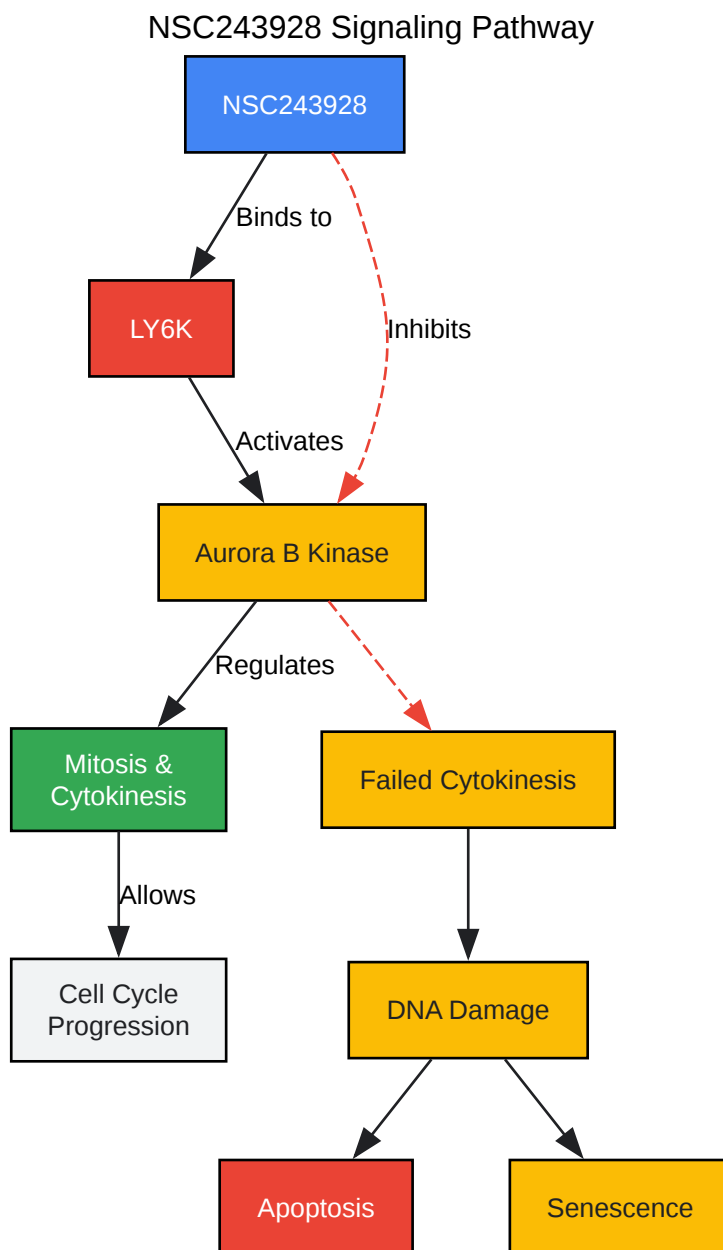 NSC243928 Signaling Pathway
NSC243928
Binds to
LY6K
Inhibits
Activates
Aurora B Kinase
Regulates
Mitosis &
Cytokinesis
Failed Cytokinesis
Allows
Cell Cycle
Progression
DNA Damage
Apoptosis
Senescence